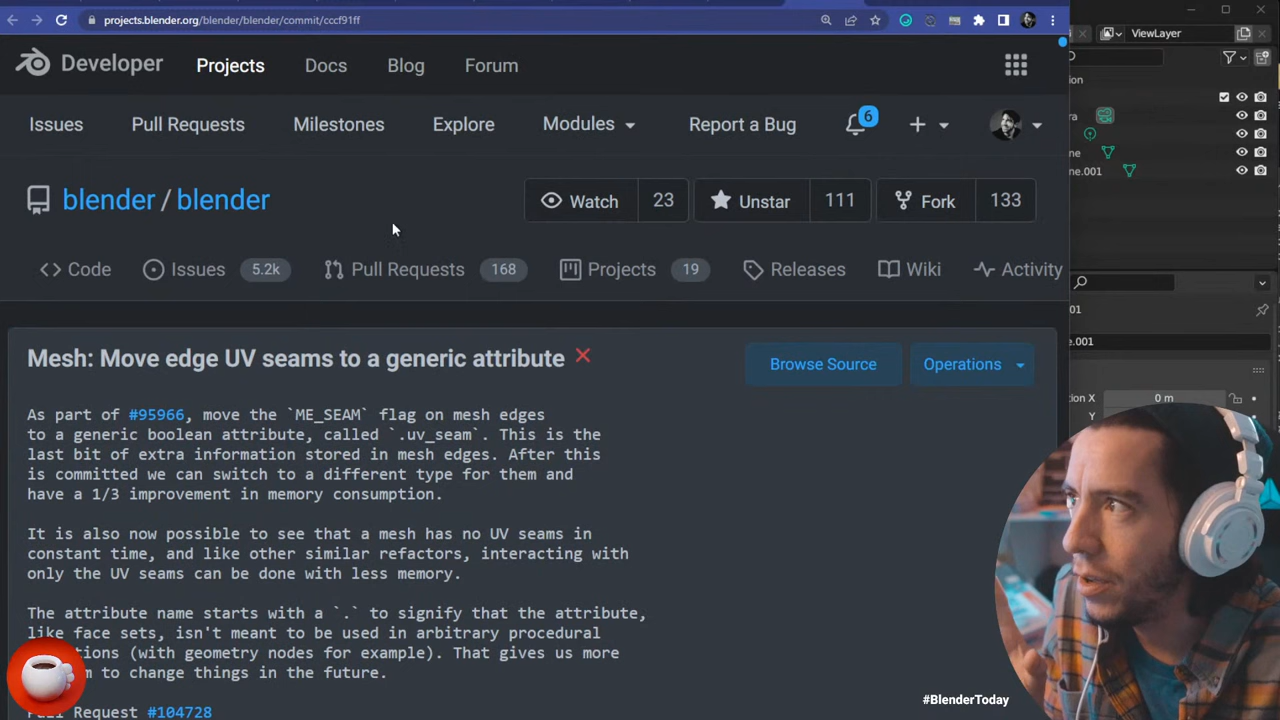 projects.blender.org/blender/blender/commit/cccf91ff
ViewLayer
Developer Projects Docs Blog Forum
Issues Pull Requests Milestones Explore Modules Report a Bug 6 +
blender / blender Watch 23 Unstar 111 Fork 133
Code Issues 5.2k Pull Requests 168 Projects 19 Releases Wiki Activity
Mesh: Move edge UV seams to a generic attribute
Browse Source Operations
As part of #95966, move the `ME_SEAM` flag on mesh edges
to a generic boolean attribute, called `.uv_seam`. This is the
last bit of extra information stored in mesh edges. After this
is committed we can switch to a different type for them and
have a 1/3 improvement in memory consumption.
It is also now possible to see that a mesh has no UV seams in
constant time, and like other similar refactors, interacting with
only the UV seams can be done with less memory.
The attribute name starts with a `.` to signify that the attribute,
like face sets, isn't meant to be used in arbitrary procedural
tions (with geometry nodes for example). That gives us more
m to change things in the future.
Request #104728
tion
ra
ne
ne.001
01
e.001
tion X 0 m
#BlenderToday